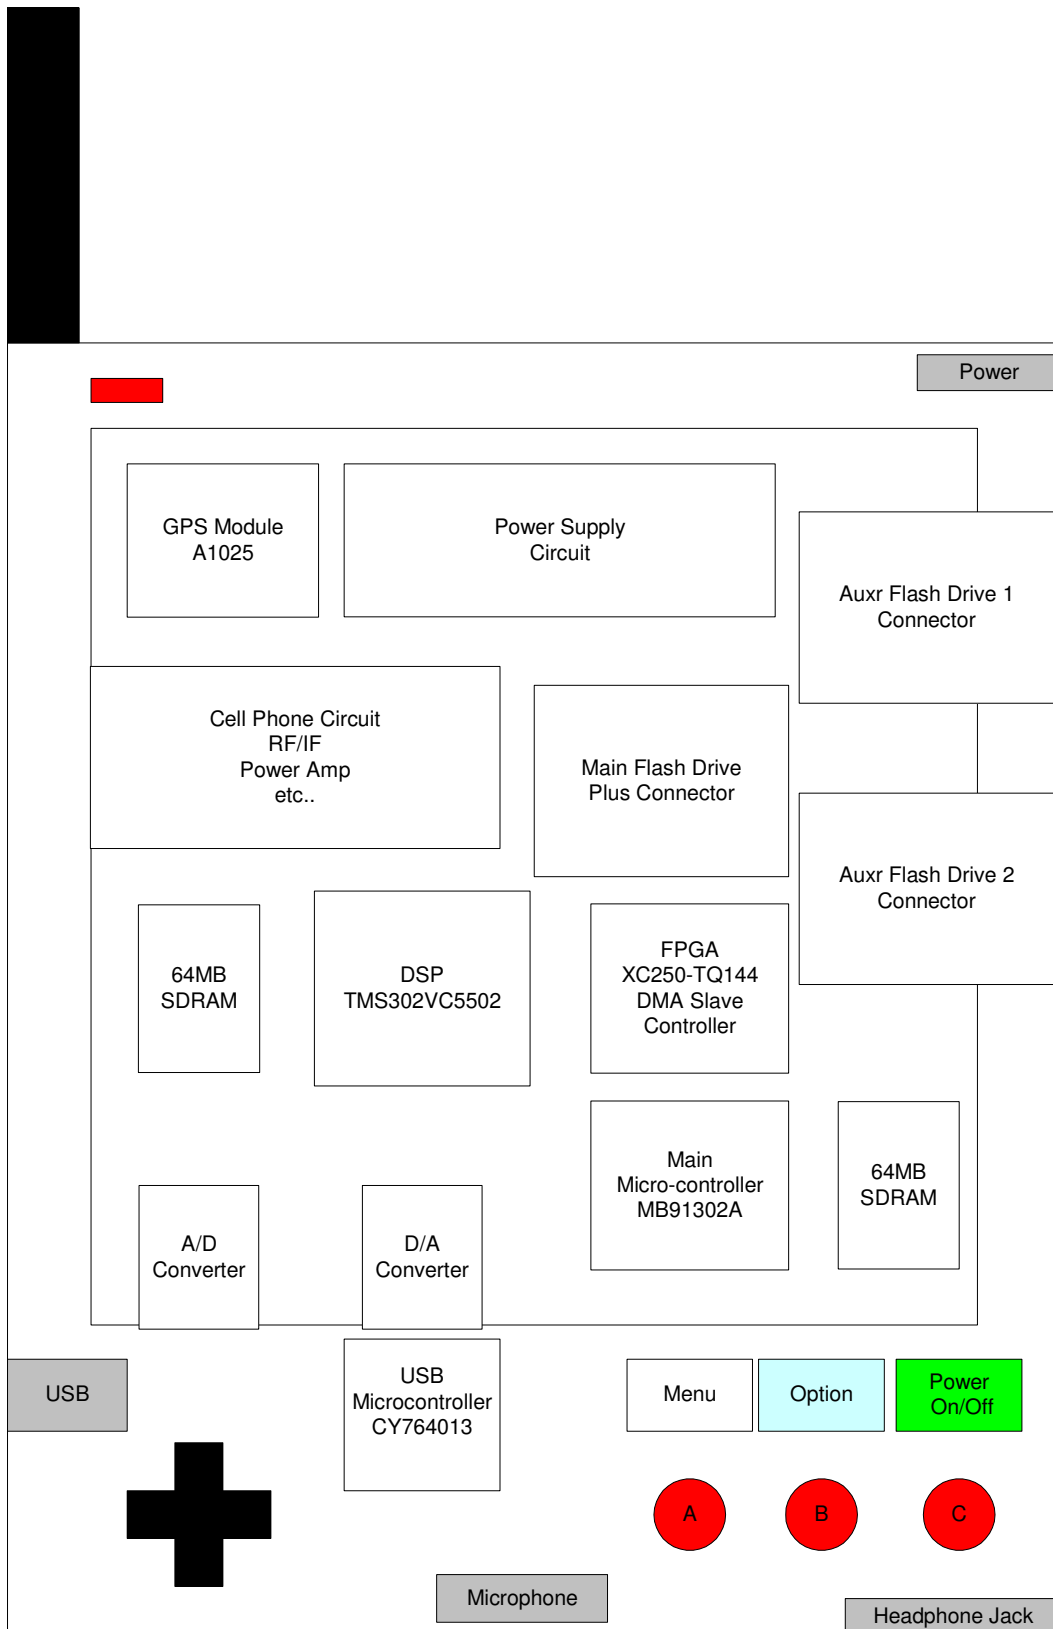 Power
GPS Module
A1025
Power Supply
Circuit
Auxr Flash Drive 1
Connector
Cell Phone Circuit
RF/IF
Power Amp
etc..
Main Flash Drive
Plus Connector
Auxr Flash Drive 2
Connector
64MB
SDRAM
DSP
TMS302VC5502
FPGA
XC250-TQ144
DMA Slave
Controller
Main
Micro-controller
MB91302A
64MB
SDRAM
A/D
Converter
D/A
Converter
USB
USB
Microcontroller
CY764013
Menu
Option
Power
On/Off
A
B
C
Microphone
Headphone Jack